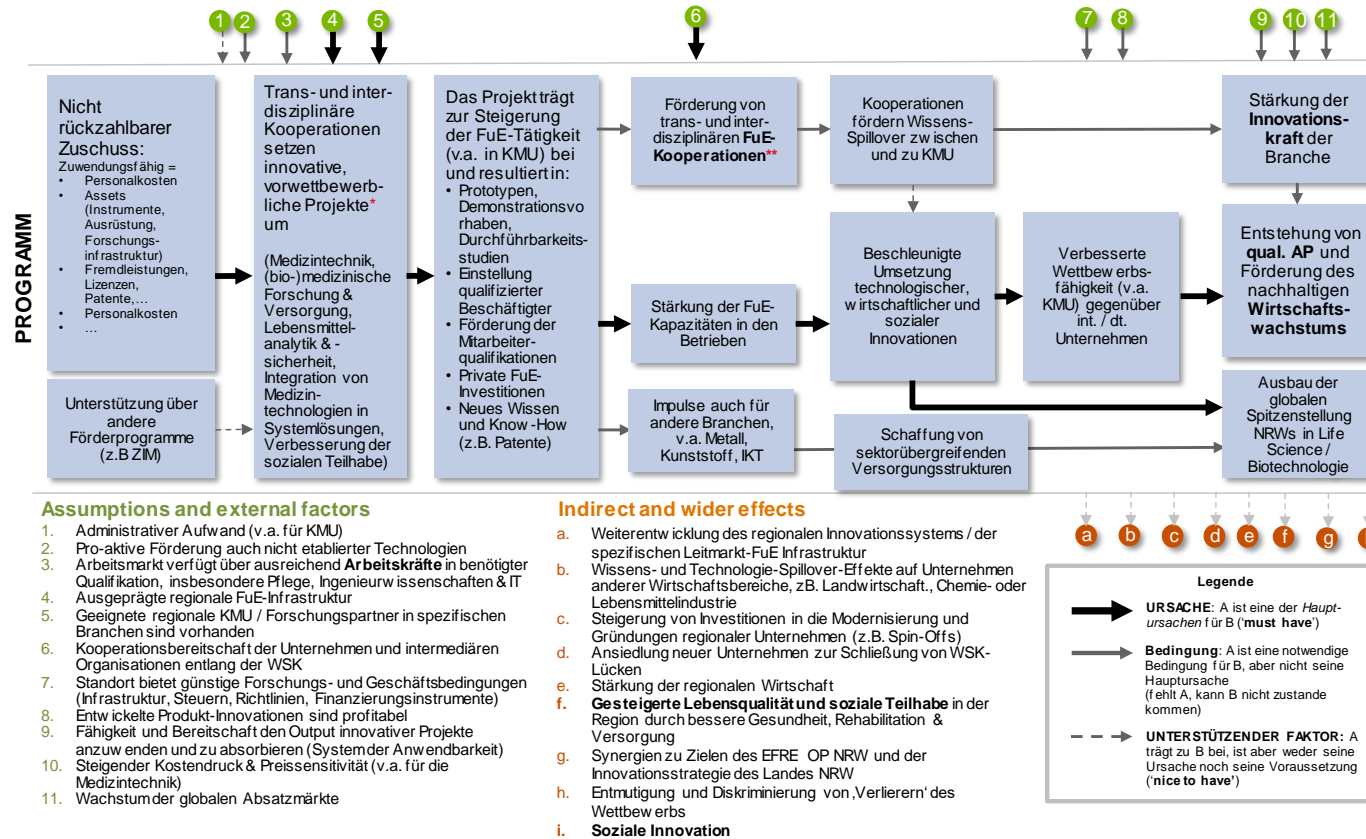 1
2
3
4
5
6
7
8
9
10
11
PROGRAMM
Nicht
rückzahlbarer
Zuschuss:
Zuwendungsfähig =
• Personalkosten
• Assets
(Instrumente,
Ausrüstung,
Forschungs-
infrastruktur)
• Fremdleistungen,
Lizenzen,
Patente,...
• Personalkosten
• ...
Unterstützung über
andere
Förderprogramme
(z.B ZIM)
Trans- und inter-
disziplinäre
Kooperationen
setzen
innovative,
vorwettbewerb-
liche Projekte*
um
(Medizintechnik,
(bio-)medizinische
Forschung &
Versorgung,
Lebensmittel-
analytik & -
sicherheit,
Integration von
Medizin-
technologien in
Systemlösungen,
Verbesserung der
sozialen Teilhabe)
Das Projekt trägt
zur Steigerung
der FuE-Tätigkeit
(v.a. in KMU) bei
und resultiert in:
• Prototypen,
Demonstrationsvo
rhaben,
Durchführbarkeits-
studien
• Einstellung
qualifizierter
Beschäftigter
• Förderung der
Mitarbeiter-
qualifikationen
• Private FuE-
Investitionen
• Neues Wissen
und Know-How
(z.B. Patente)
Förderung von
trans- und inter-
disziplinären FuE-
Kooperationen**
Stärkung der FuE-
Kapazitäten in den
Betrieben
Impulse auch für
andere Branchen,
v.a. Metall,
Kunststoff, IKT
Kooperationen
fördern Wissens-
Spillover zwischen
und zu KMU
Beschleunigte
Umsetzung
technologischer,
wirtschaftlicher und
sozialer
Innovationen
Schaffung von
sektorübergreifenden
Versorgungsstrukturen
Verbesserte
Wettbewerbs-
fähigkeit (v.a.
KMU) gegenüber
int. / dt.
Unternehmen
Stärkung der
Innovations-
kraft der
Branche
Entstehung von
qual. AP und
Förderung des
nachhaltigen
Wirtschafts-
wachstums
Ausbau der
globalen
Spitzenstellung
NRWs in Life
Science /
Biotechnologie
Assumptions and external factors
1. Administrativer Aufwand (v.a. für KMU)
2. Pro-aktive Förderung auch nicht etablierter Technologien
3. Arbeitsmarkt verfügt über ausreichend Arbeitskräfte in benötigter
Qualifikation, insbesondere Pflege, Ingenieurwissenschaften & IT
4. Ausgeprägte regionale FuE-Infrastruktur
5. Geeignete regionale KMU / Forschungspartner in spezifischen
Branchen sind vorhanden
6. Kooperationsbereitschaft der Unternehmen und intermediären
Organisationen entlang der WSK
7. Standort bietet günstige Forschungs- und Geschäftsbedingungen
(Infrastruktur, Steuern, Richtlinien, Finanzierungsinstrumente)
8. Entwickelte Produkt-Innovationen sind profitabel
9. Fähigkeit und Bereitschaft den Output innovativer Projekte
anzuwenden und zu absorbieren (System der Anwendbarkeit)
10. Steigender Kostendruck & Preissensitivität (v.a. für die
Medizintechnik)
11. Wachstum der globalen Absatzmärkte
Indirect and wider effects
a. Weiterentwicklung des regionalen Innovationssystems / der
spezifischen Leitmarkt-FuE Infrastruktur
b. Wissens- und Technologie-Spillover-Effekte auf Unternehmen
anderer Wirtschaftsbereiche, zB. Landwirtschaft., Chemie- oder
Lebensmittelindustrie
c. Steigerung von Investitionen in die Modernisierung und
Gründungen regionaler Unternehmen (z.B. Spin-Offs)
d. Ansiedlung neuer Unternehmen zur Schließung von WSK-
Lücken
e. Stärkung der regionalen Wirtschaft
f. Gesteigerte Lebensqualität und soziale Teilhabe in der
Region durch bessere Gesundheit, Rehabilitation &
Versorgung
g. Synergien zu Zielen des EFRE OP NRW und der
Innovationsstrategie des Landes NRW
h. Entmutigung und Diskriminierung von ‚Verlierern' des
Wettbewerbs
i. Soziale Innovation
a
b
c
d
e
f
g
Legende
URSACHE: A ist eine der Haupt-
ursachen für B ('must have')
Bedingung: A ist eine notwendige
Bedingung für B, aber nicht seine
Hauptursache
(fehlt A, kann B nicht zustande
kommen)
UNTERSTÜTZENDER FAKTOR: A
trägt zu B bei, ist aber weder seine
Ursache noch seine Voraussetzung
('nice to have')